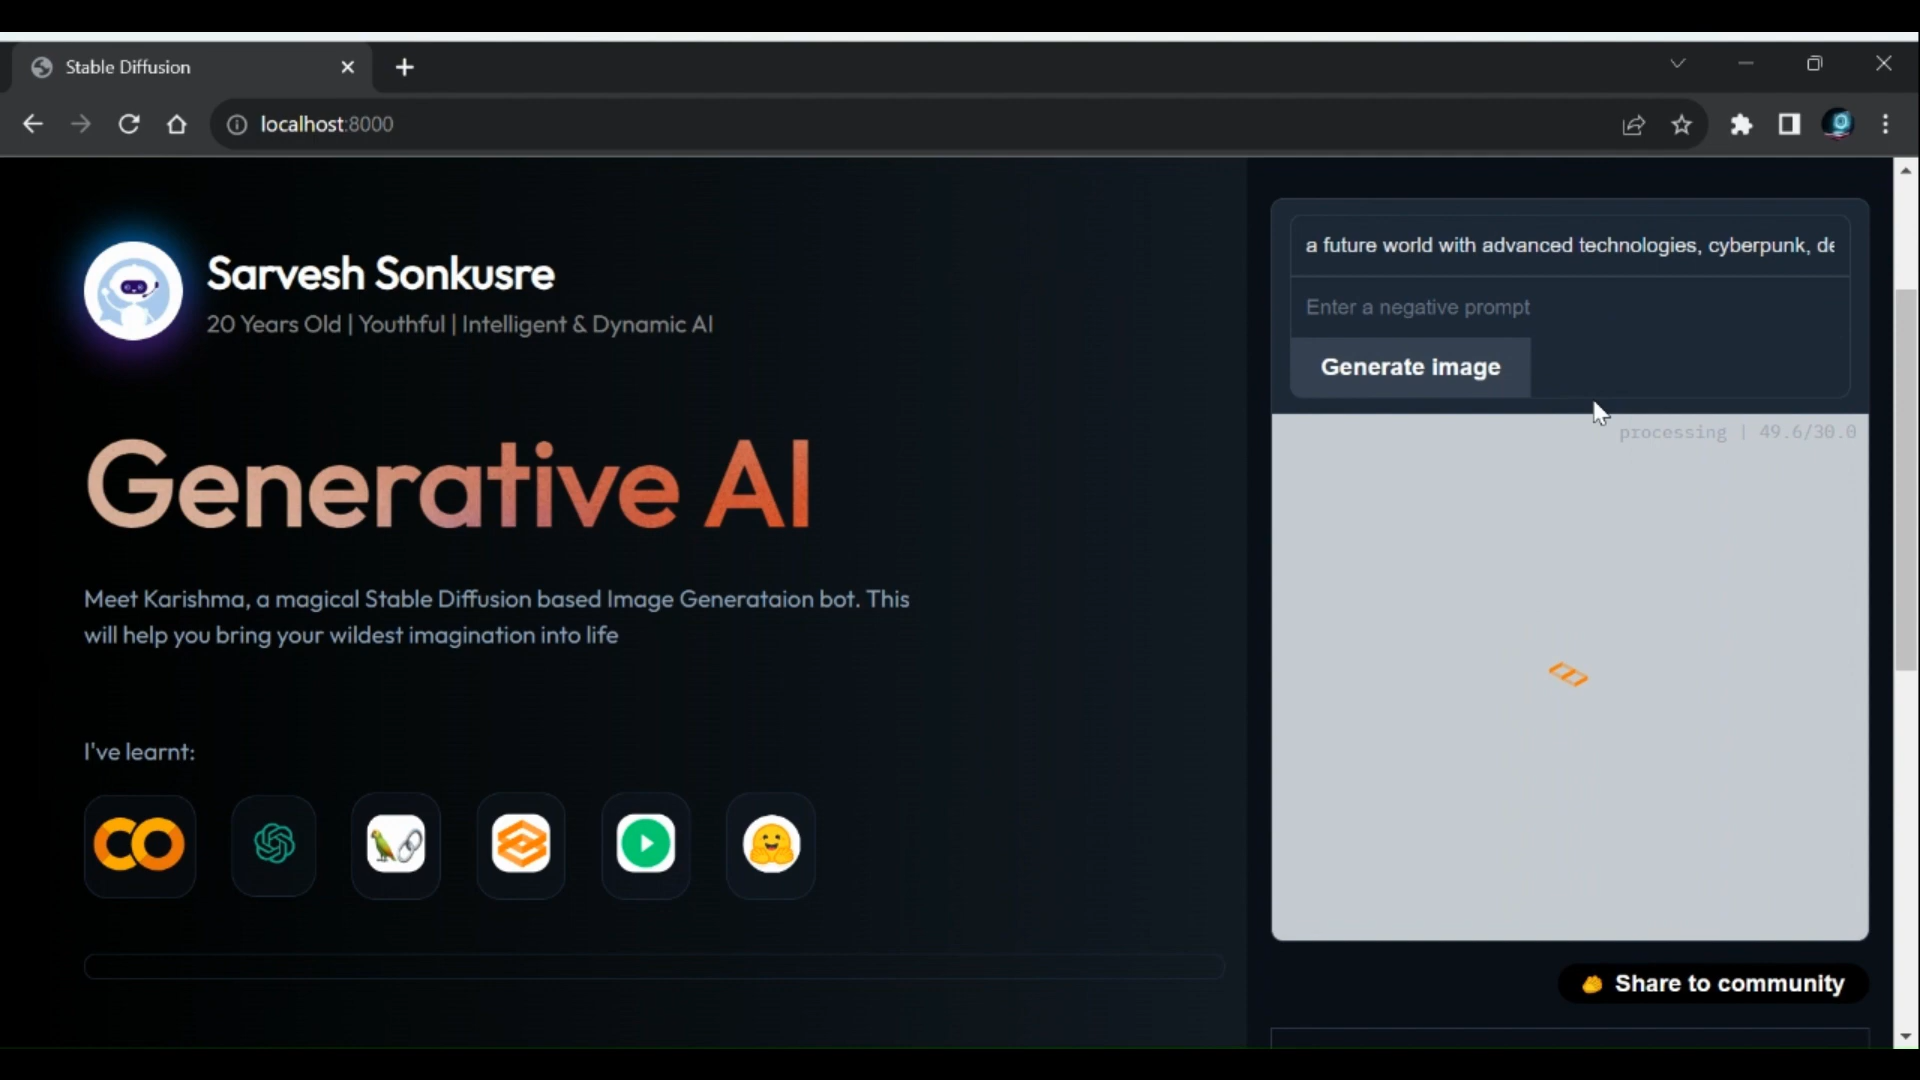 Stable Diffusion
localhost:8000
Sarvesh Sonkusre
20 Years Old | Youthful | Intelligent & Dynamic AI
Generative AI
Meet Karishma, a magical Stable Diffusion based Image Generataion bot. This
will help you bring your wildest imagination into life
I've learnt:
a future world with advanced technologies, cyberpunk, de
Enter a negative prompt
Generate image
processing | 49.6/30.0
Share to community